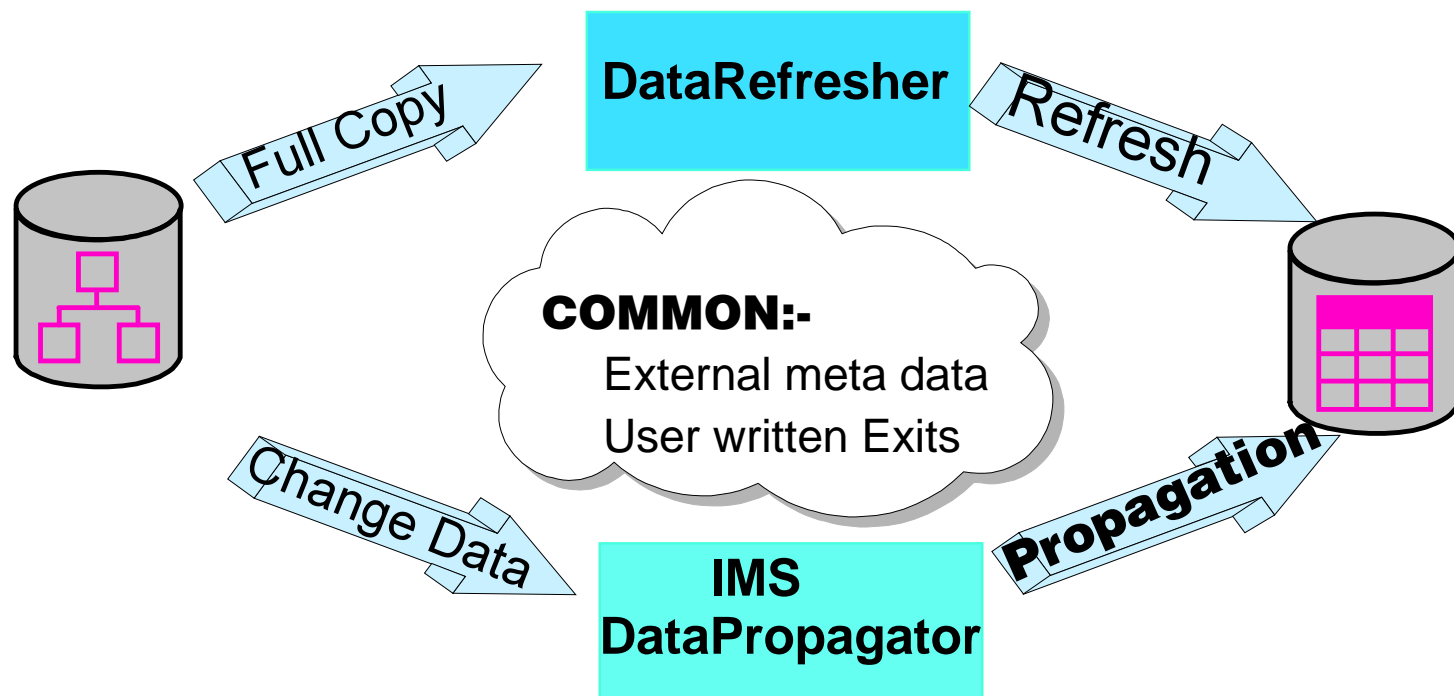 DataRefresher
Full Copy
Refresh
COMMON:-
External meta data
User written Exits
Change Data
Propagation
IMS
DataPropagator